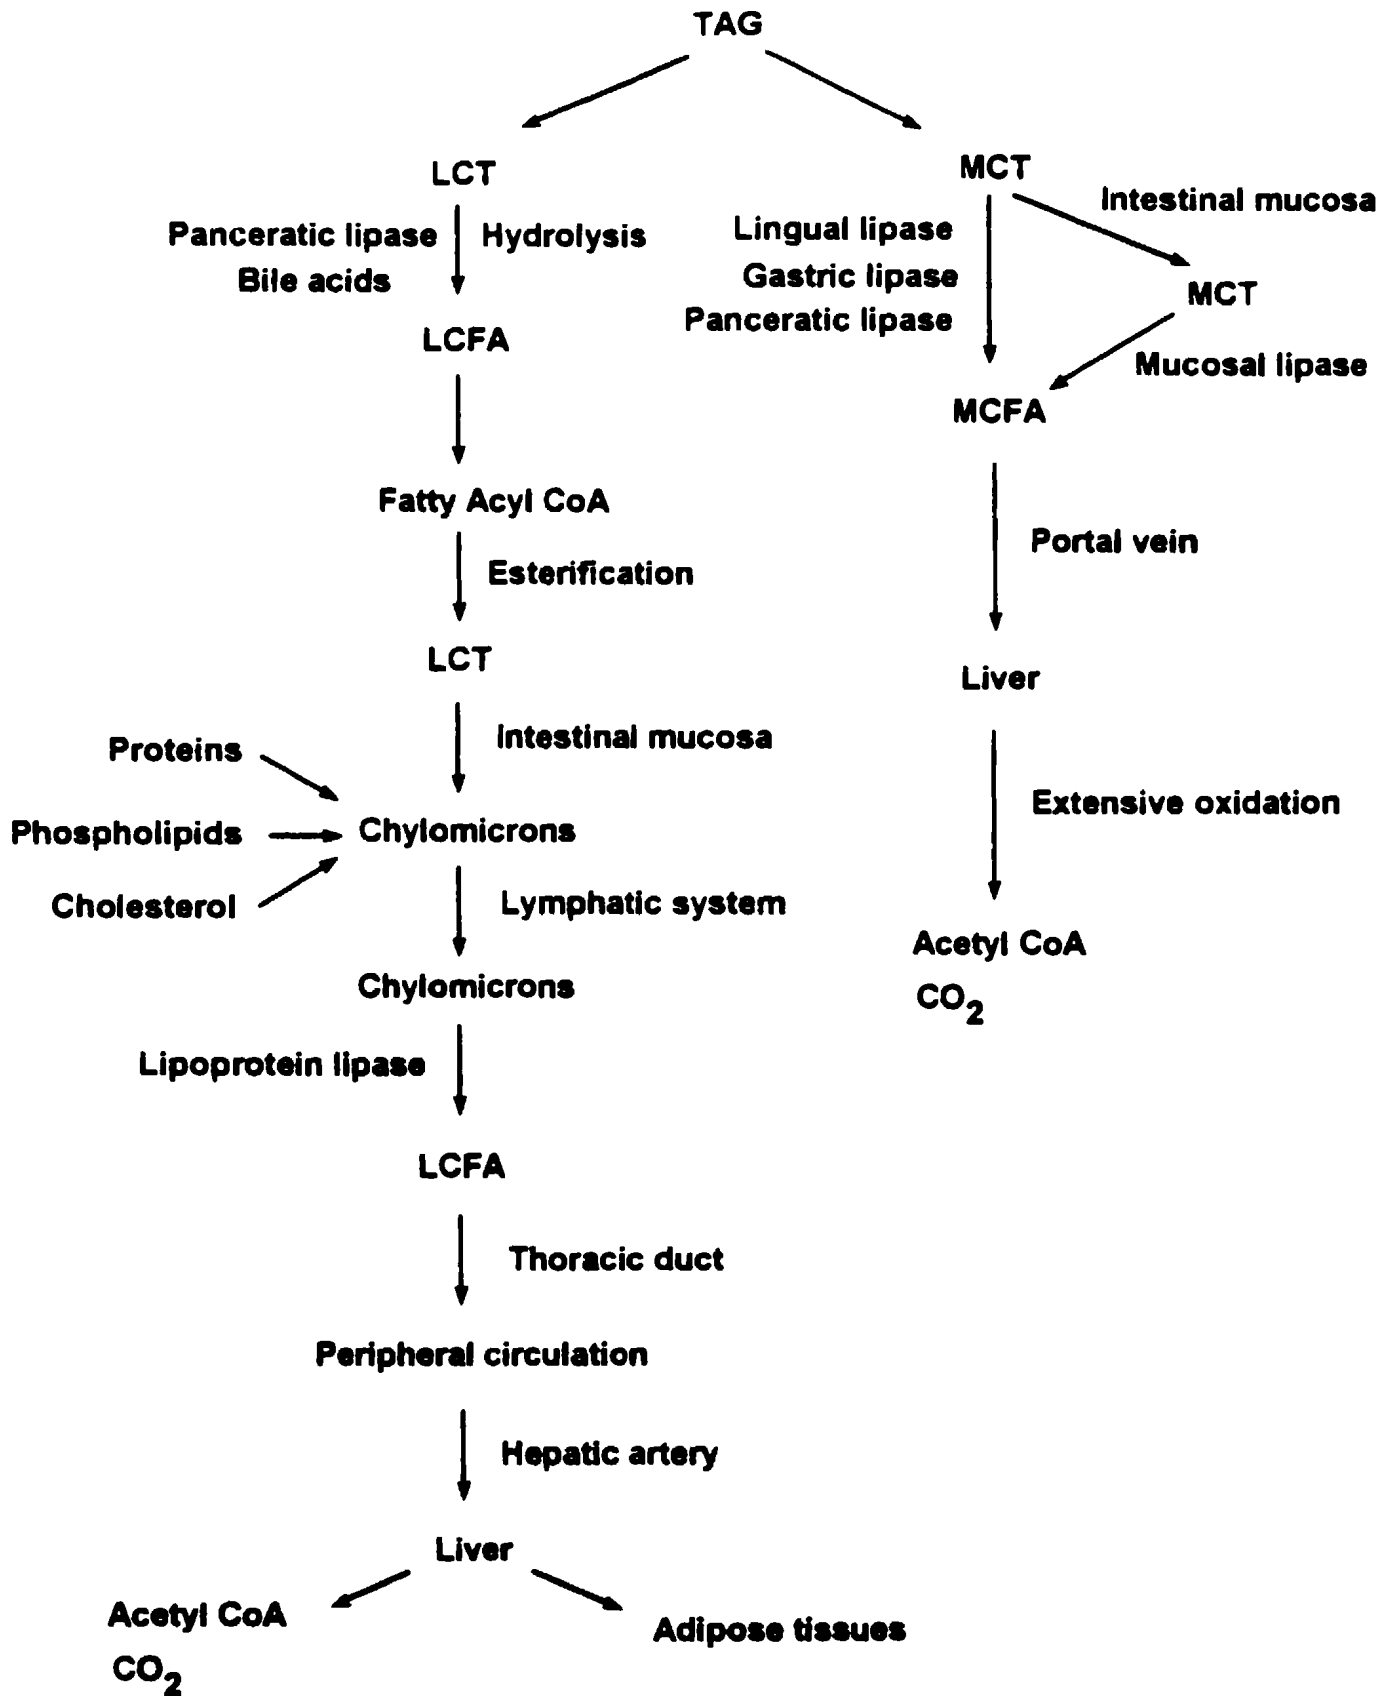 TAG
LCT
Panceratic lipase
Hydrolysis
Bile acids
LCFA
Fatty Acyl CoA
Esterification
LCT
Intestinal mucosa
Proteins
Phospholipids
Cholesterol
Chylomicrons
Lymphatic system
Chylomicrons
Lipoprotein lipase
LCFA
Thoracic duct
Peripheral circulation
Hepatic artery
Liver
Acetyl CoA
CO2
Adipose tissues
MCT
Intestinal mucosa
Lingual lipase
Gastric lipase
Panceratic lipase
MCT
Mucosal lipase
MCFA
Portal vein
Liver
Extensive oxidation
Acetyl CoA
CO2